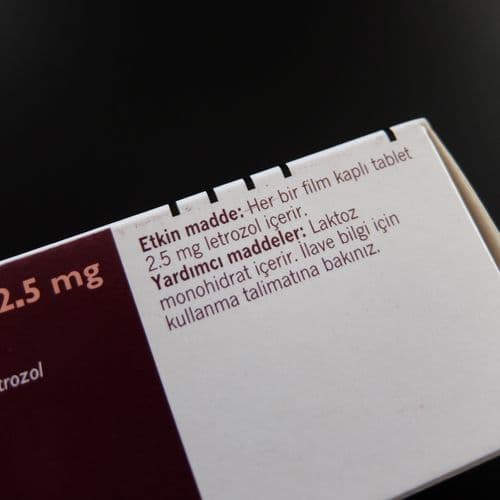 2.5 mg
trozol
Etkin madde: Her bir film kaplı tablet
2.5 mg letrozol içerir.
Yardımcı maddeler: Laktoz
monohidrat içerir. İlave bilgi için
kullanma talimatına bakınız.